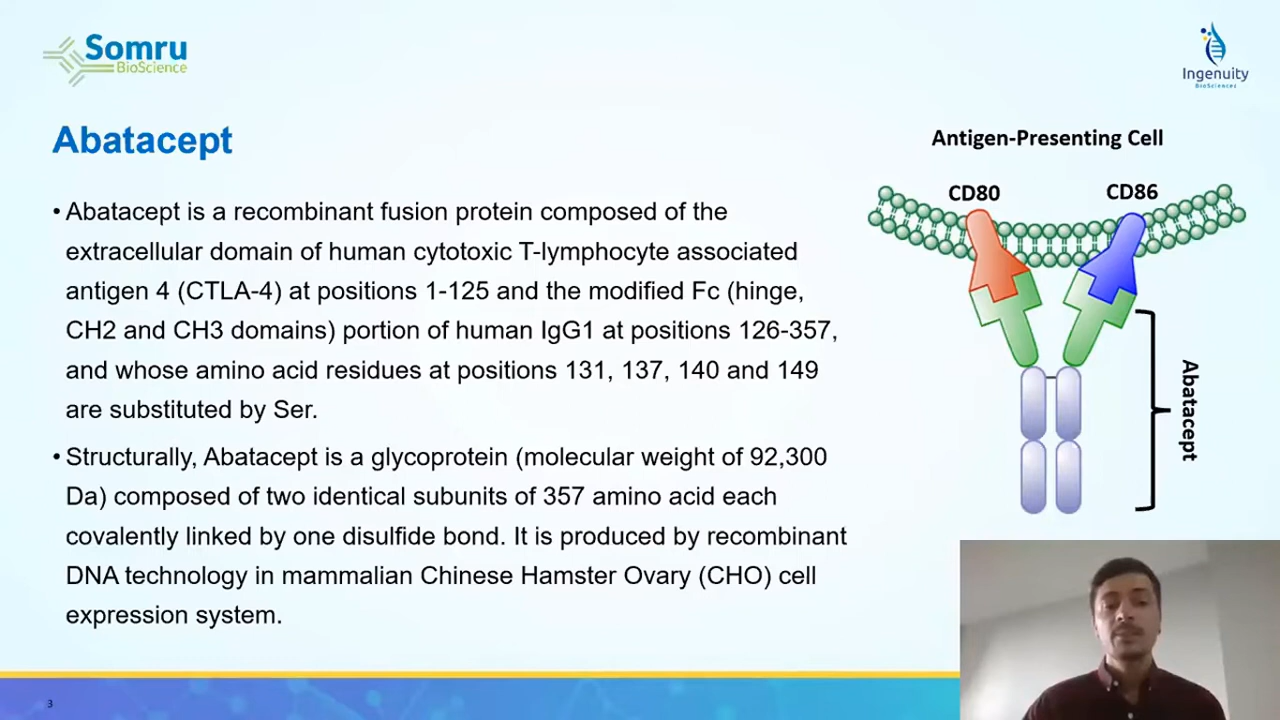 Somru
BioScience
Ingenuity
BioSciences
Abatacept
• Abatacept is a recombinant fusion protein composed of the
extracellular domain of human cytotoxic T-lymphocyte associated
antigen 4 (CTLA-4) at positions 1-125 and the modified Fc (hinge,
CH2 and CH3 domains) portion of human IgG1 at positions 126-357,
and whose amino acid residues at positions 131, 137, 140 and 149
are substituted by Ser.
• Structurally, Abatacept is a glycoprotein (molecular weight of 92,300
Da) composed of two identical subunits of 357 amino acid each
covalently linked by one disulfide bond. It is produced by recombinant
DNA technology in mammalian Chinese Hamster Ovary (CHO) cell
expression system.
Antigen-Presenting Cell
CD80
CD86
Abatacept
3